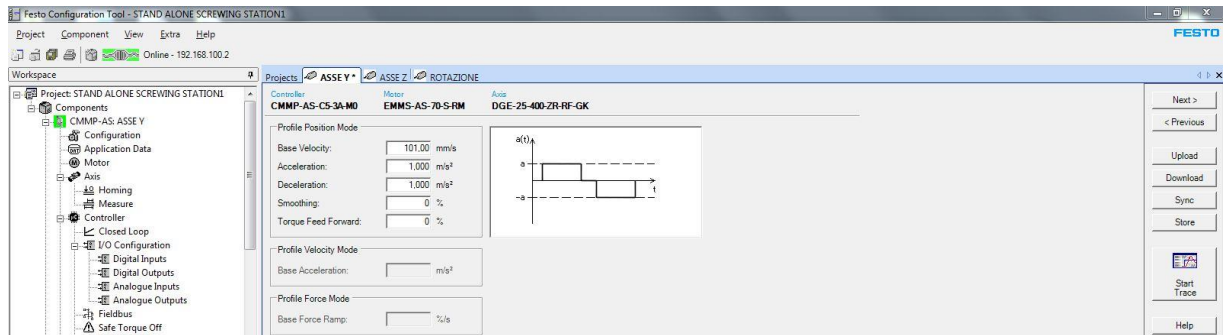 Festo Configuration Tool - STAND ALONE SCREWING STATION1
Project Component View Extra Help
FESTO
Online - 192.168.100.2
Workspace
Projects ASSE Y * ASSE Z ROTAZIONE
Project: STAND ALONE SCREWING STATION1
Components
CMMP-AS: ASSE Y
Configuration
Application Data
Motor
Axis
Homing
Measure
Controller
Closed Loop
I/O Configuration
Digital Inputs
Digital Outputs
Analogue Inputs
Analogue Outputs
Fieldbus
Safe Torque Off
Controller Motor Axis
CMMP-AS-C5-3A-M0 EMMS-AS-70-S-RM DGE-25-400-ZR-RF-GK
Profile Position Mode
Base Velocity: 101,00 mm/s
Acceleration: 1,000 m/s²
Deceleration: 1,000 m/s²
Smoothing: 0 %
Torque Feed Forward: 0 %
a(t)
a
-a
t
Profile Velocity Mode
Base Acceleration: m/s²
Profile Force Mode
Base Force Ramp: %/s
Next >
< Previous
Upload
Download
Sync
Store
Start
Trace
Help